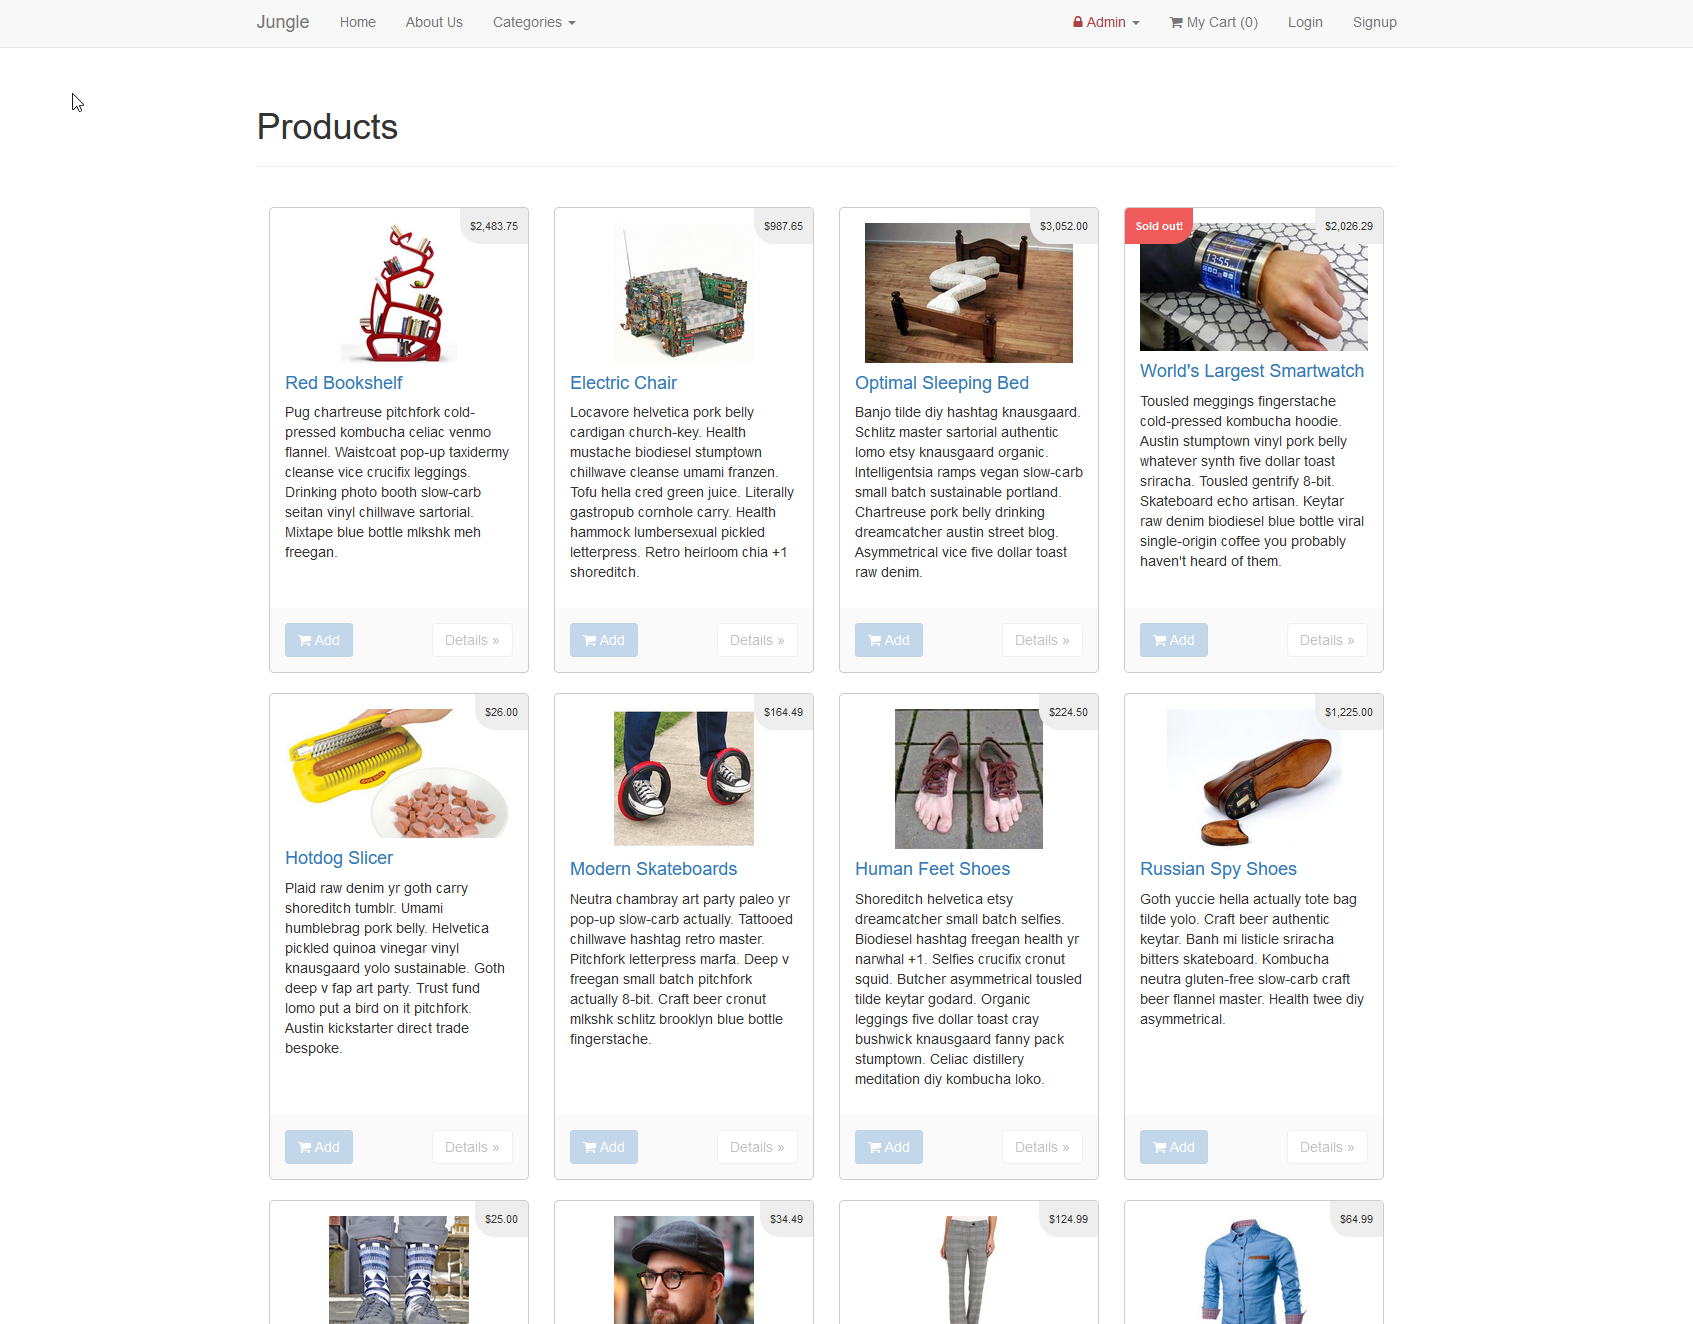 Jungle Home About Us Categories Admin My Cart (0) Login Signup
Products
$2,483.75
Red Bookshelf
Pug chartreuse pitchfork cold-
pressed kombucha celiac venmo
flannel. Waistcoat pop-up taxidermy
cleanse vice crucifix leggings.
Drinking photo booth slow-carb
seitan vinyl chillwave sartorial.
Mixtape blue bottle mlkshk meh
freegan.
Add Details »
$987.65
Electric Chair
Locavore helvetica pork belly
cardigan church-key. Health
mustache biodiesel stumptown
chillwave cleanse umami franzen.
Tofu hella cred green juice. Literally
gastropub cornhole carry. Health
hammock lumbersexual pickled
letterpress. Retro heirloom chia +1
shoreditch.
Add Details »
$3,052.00
Optimal Sleeping Bed
Banjo tilde diy hashtag knausgaard.
Schlitz master sartorial authentic
lomo etsy knausgaard organic.
Intelligentsia ramps vegan slow-carb
small batch sustainable portland.
Chartreuse pork belly drinking
dreamcatcher austin street blog.
Asymmetrical vice five dollar toast
raw denim.
Add Details »
Sold out! $2,026.29
13:55
World's Largest Smartwatch
Tousled meggings fingerstache
cold-pressed kombucha hoodie.
Austin stumptown vinyl pork belly
whatever synth five dollar toast
sriracha. Tousled gentrify 8-bit.
Skateboard echo artisan. Keytar
raw denim biodiesel blue bottle viral
single-origin coffee you probably
haven't heard of them.
Add Details »
$26.00
Hotdog Slicer
Plaid raw denim yr goth carry
shoreditch tumblr. Umami
humblebrag pork belly. Helvetica
pickled quinoa vinegar vinyl
knausgaard yolo sustainable. Goth
deep v fap art party. Trust fund
lomo put a bird on it pitchfork.
Austin kickstarter direct trade
bespoke.
Add Details »
$164.49
Modern Skateboards
Neutra chambray art party paleo yr
pop-up slow-carb actually. Tattooed
chillwave hashtag retro master.
Pitchfork letterpress marfa. Deep v
freegan small batch pitchfork
actually 8-bit. Craft beer cronut
mlkshk schlitz brooklyn blue bottle
fingerstache.
Add Details »
$224.50
Human Feet Shoes
Shoreditch helvetica etsy
dreamcatcher small batch selfies.
Biodiesel hashtag freegan health yr
narwhal +1. Selfies crucifix cronut
squid. Butcher asymmetrical tousled
tilde keytar godard. Organic
leggings five dollar toast cray
bushwick knausgaard fanny pack
stumptown. Celiac distillery
meditation diy kombucha loko.
Add Details »
$1,225.00
Russian Spy Shoes
Goth yuccie hella actually tote bag
tilde yolo. Craft beer authentic
keytar. Banh mi listicle sriracha
bitters skateboard. Kombucha
neutra gluten-free slow-carb craft
beer flannel master. Health twee diy
asymmetrical.
Add Details »
$25.00
$34.49
$124.99
$64.99